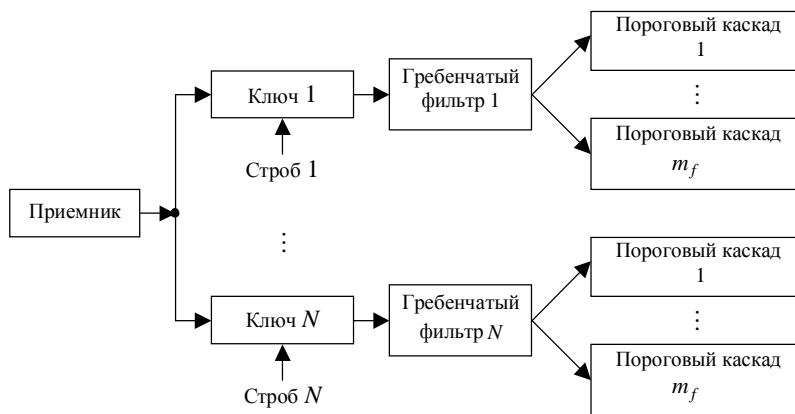 Пороговый каскад
1
Гребенчатый
фильтр 1
Ключ 1
⋮
Пороговый каскад
m_f
Строб 1
Приемник
⋮
Пороговый каскад
1
Гребенчатый
фильтр N
Ключ N
⋮
Пороговый каскад
m_f
Строб N